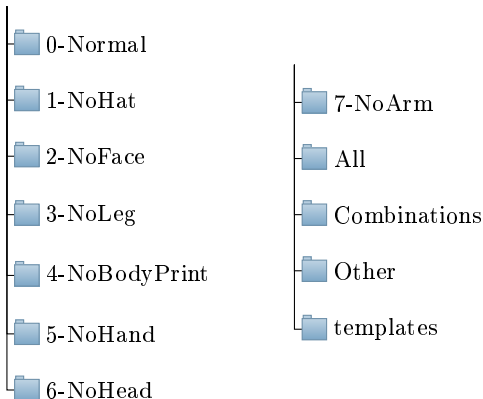 0-Normal
1-NoHat
2-NoFace
3-NoLeg
4-NoBodyPrint
5-NoHand
6-NoHead
7-NoArm
All
Combinations
Other
templates